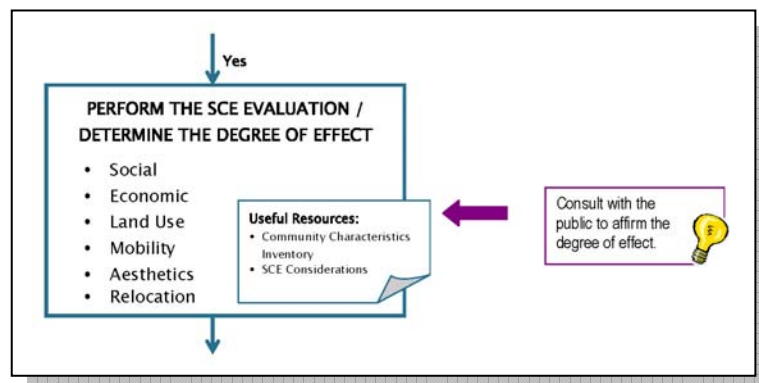 Yes
PERFORM THE SCE EVALUATION /
DETERMINE THE DEGREE OF EFFECT
• Social
• Economic
• Land Use
• Mobility
• Aesthetics
• Relocation
Useful Resources:
• Community Characteristics
Inventory
• SCE Considerations
Consult with the
public to affirm the
degree of effect.